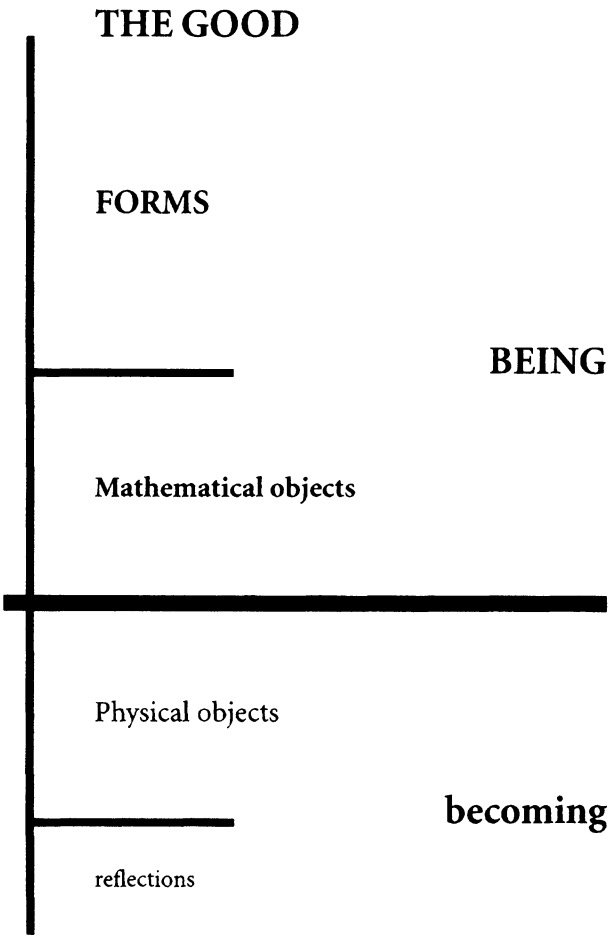 THE GOOD
FORMS
BEING
Mathematical objects
Physical objects
becoming
reflections